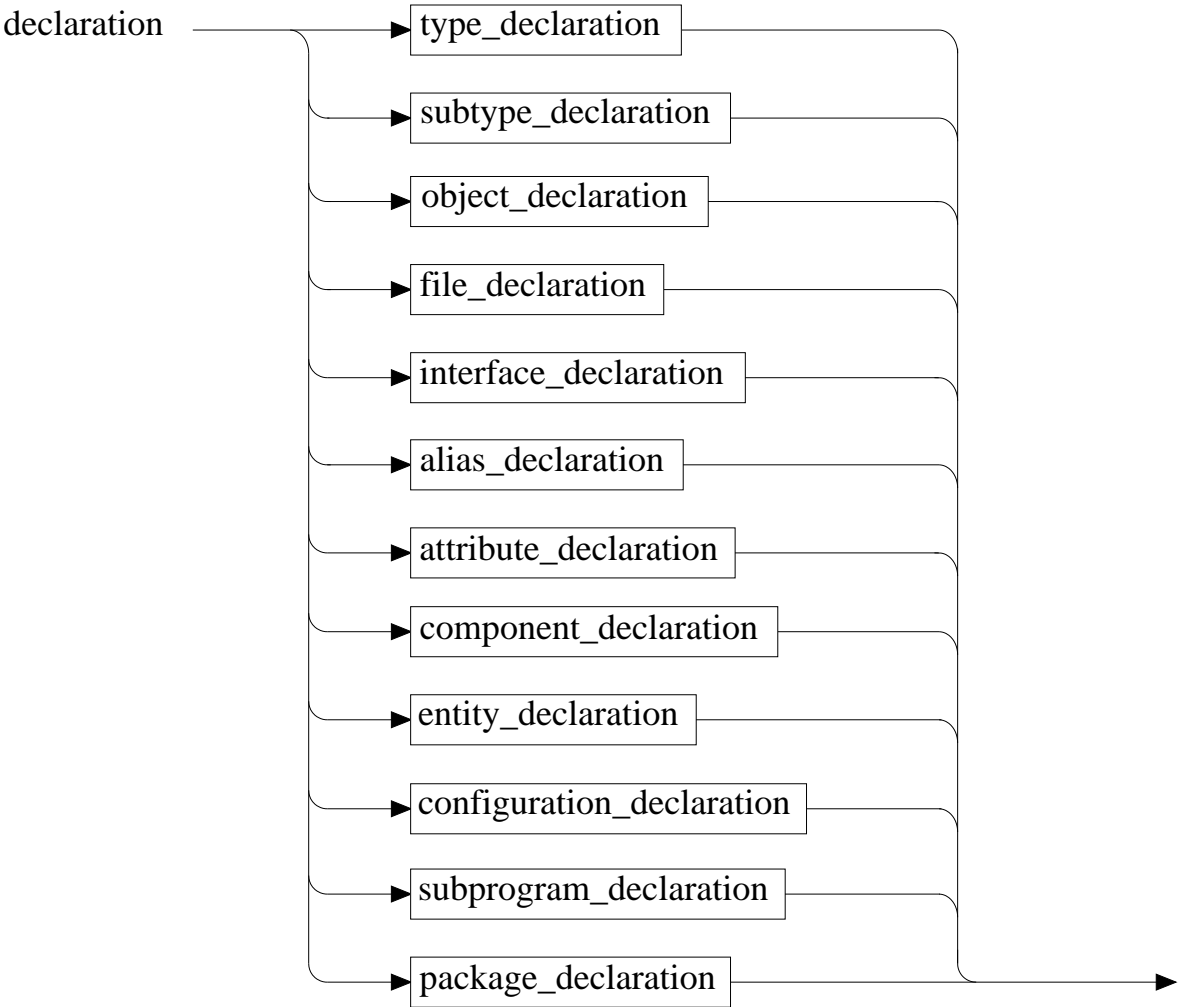 declaration
type_declaration
subtype_declaration
object_declaration
file_declaration
interface_declaration
alias_declaration
attribute_declaration
component_declaration
entity_declaration
configuration_declaration
subprogram_declaration
package_declaration